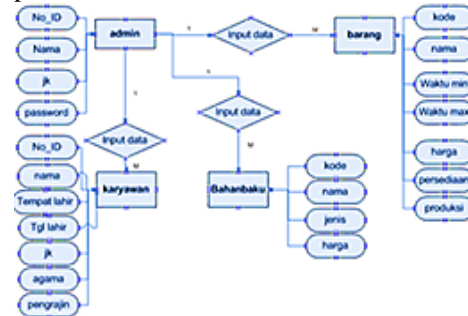 No_ID
Nama
jk
password
admin
1
Input data
M
barang
kode
nama
Waktu min
Waktu max
harga
persediaan
produksi
1
Input data
M
1
Input data
M
No_ID
nama
Tempat lahir
Tgl lahir
jk
agama
pengrajin
karyawan
Bahanbaku
kode
nama
jenis
harga